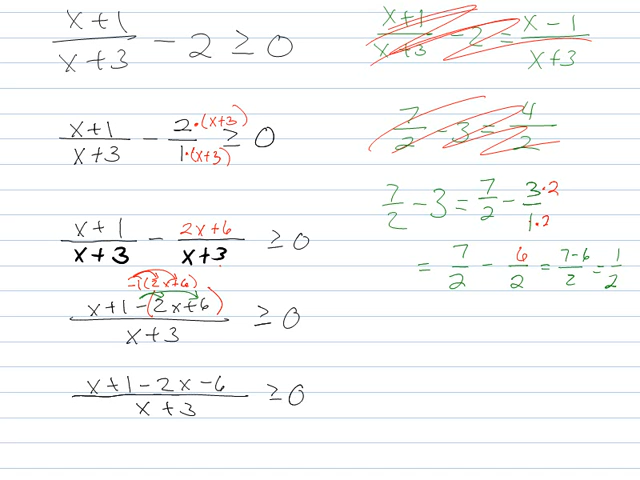 (x+1)/(x+3) - 2 ≥ 0
(x+1)/(x+3) - 2·(x+3)/1·(x+3) ≥ 0
(x+1)/(x+3) - (2x+6)/(x+3) ≥ 0
-1(2x+6)
(x+1-(2x+6))/(x+3) ≥ 0
(x+1-2x-6)/(x+3) ≥ 0
(x+1)/(x+3) - 2 = (x-1)/(x+3)
7/2 - 3 = 4/2
7/2 - 3 = 7/2 - 3·2/1·2
= 7/2 - 6/2 = (7-6)/2 = 1/2